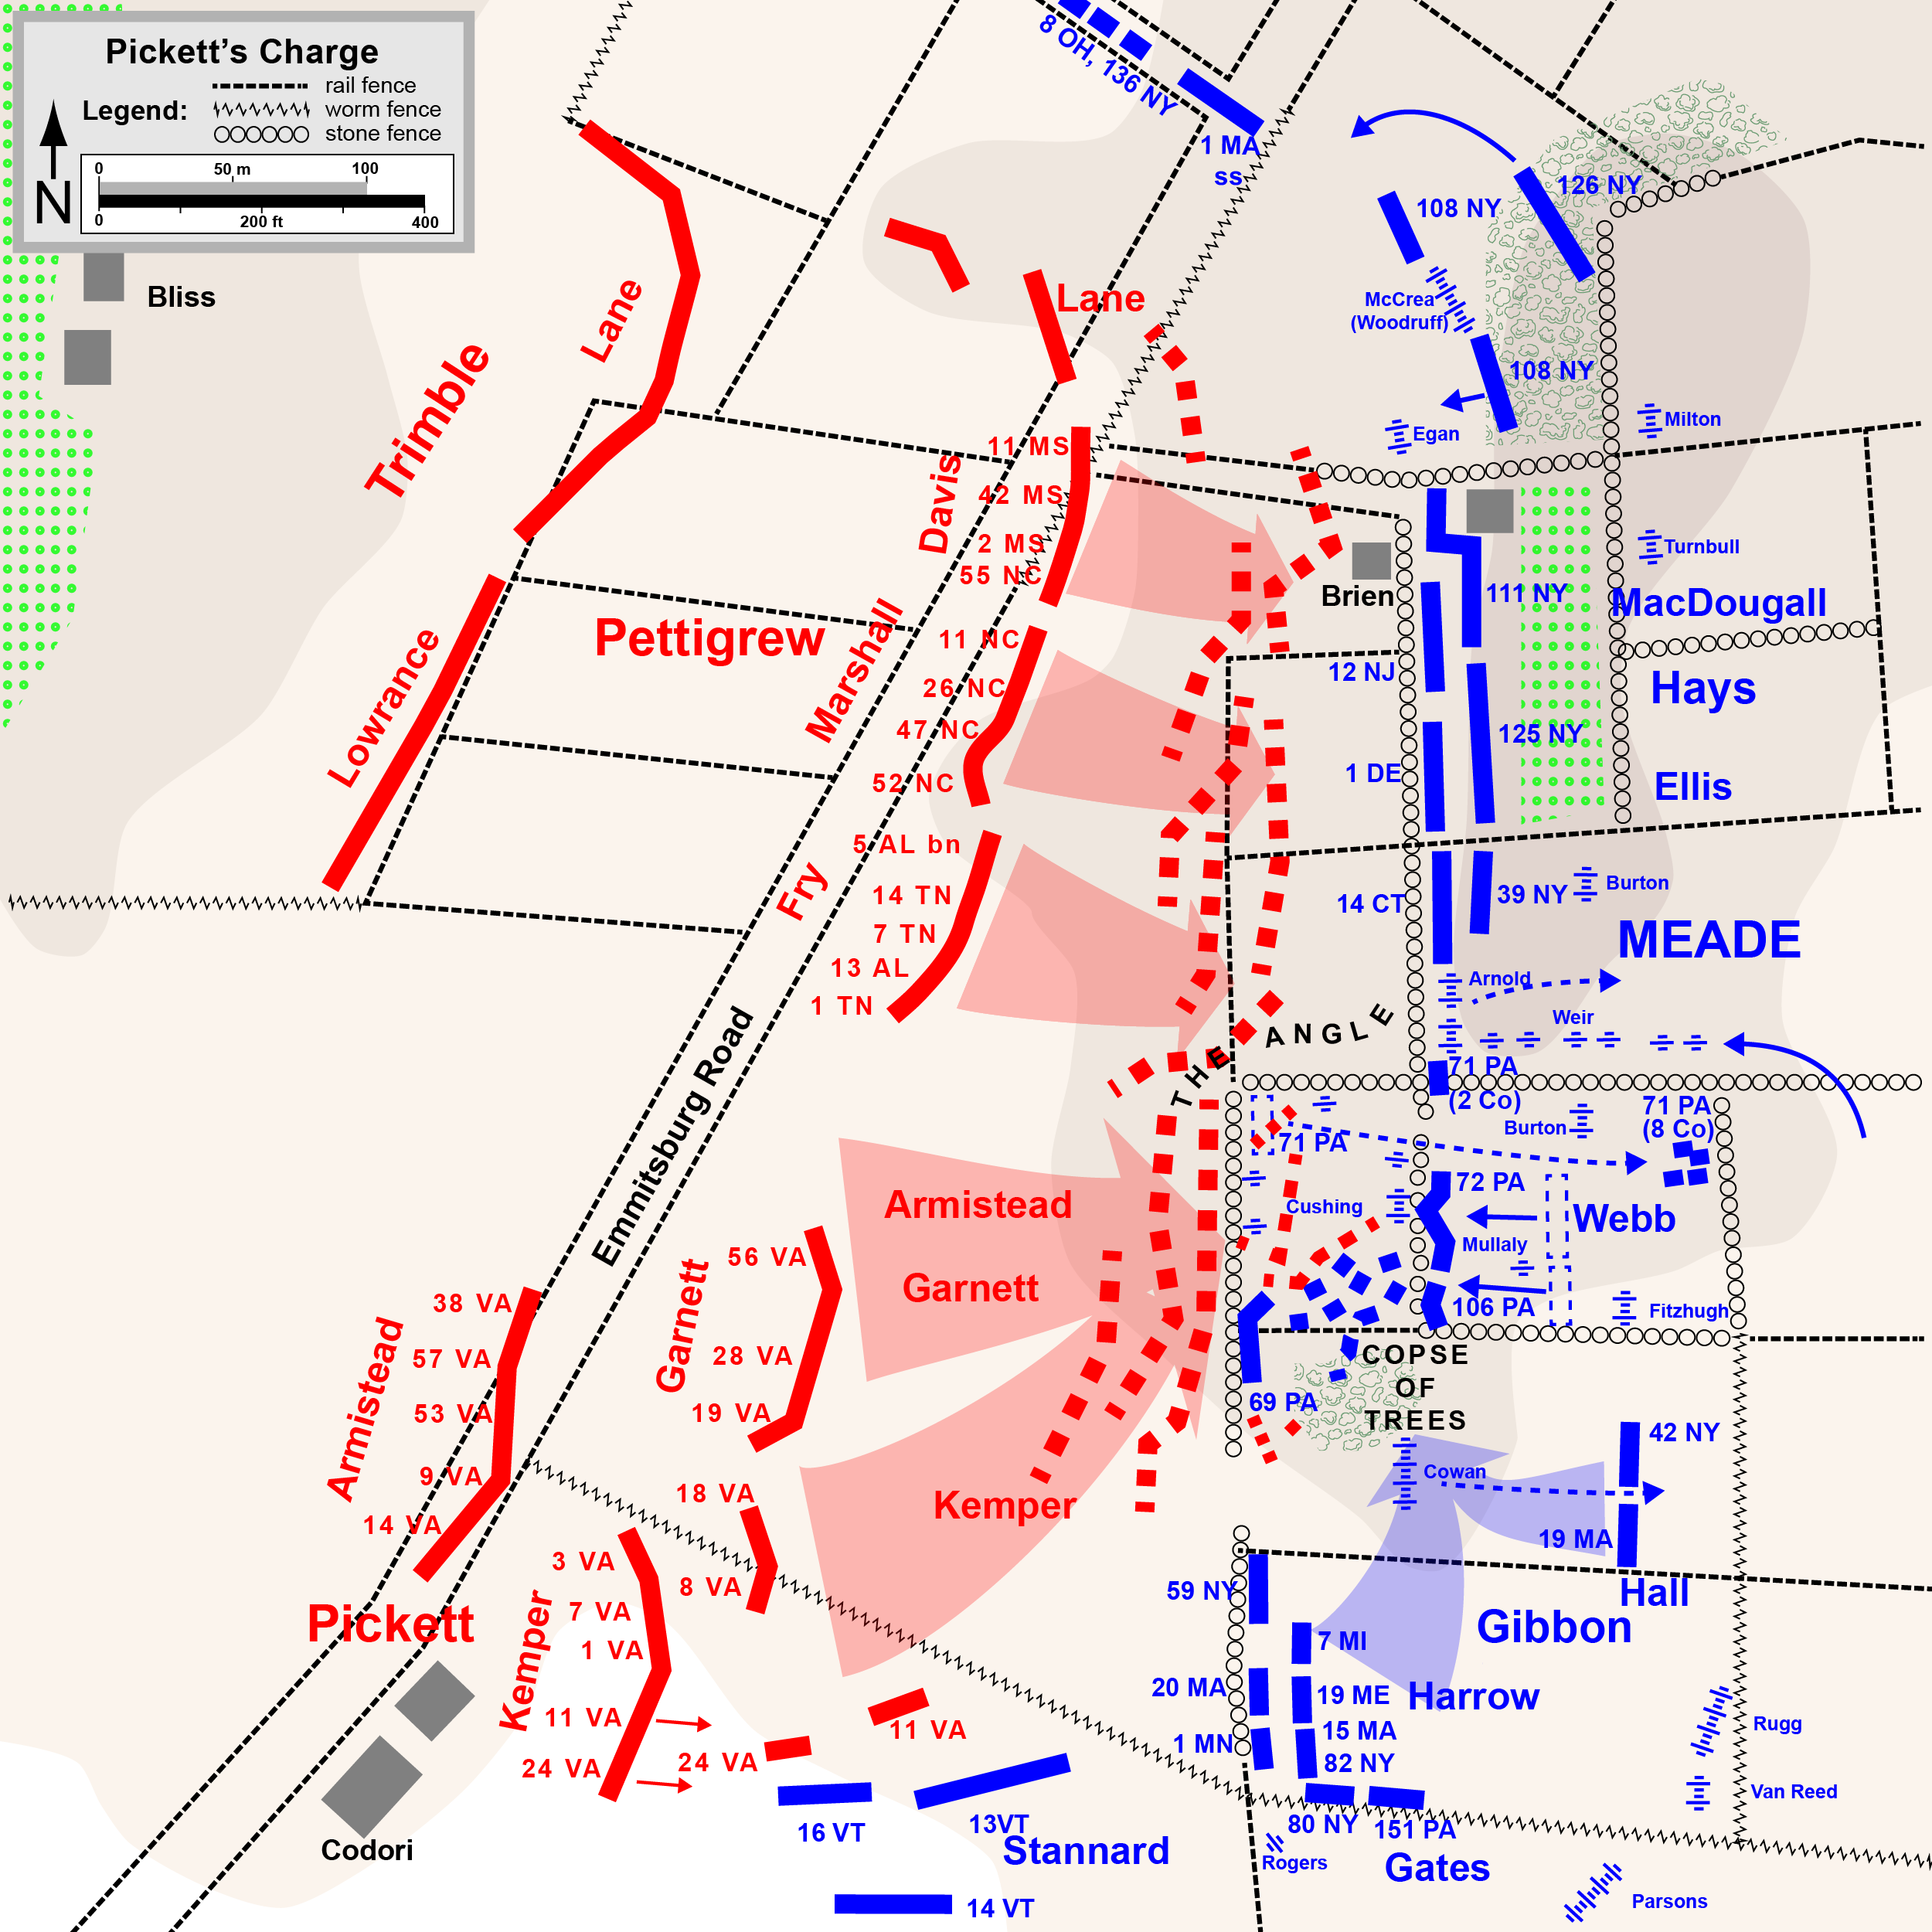 Pickett's Charge
Legend:
rail fence
worm fence
stone fence
N
0
50 m
100
0
200 ft
400
8 OH, 136 NY
1 MA
ss
126 NY
108 NY
McCrea
(Woodruff)
108 NY
Egan
Milton
Bliss
Trimble
Lane
Lane
Lowrance
Pettigrew
Davis
11 MS
42 MS
2 MS
55 NC
Marshall
11 NC
26 NC
47 NC
52 NC
Fry
5 AL bn
14 TN
7 TN
13 AL
1 TN
Brien
Turnbull
111 NY
MacDougall
12 NJ
Hays
125 NY
1 DE
Ellis
14 CT
39 NY
Burton
MEADE
Arnold
Weir
THE ANGLE
71 PA
(2 Co)
Burton
71 PA
(8 Co)
71 PA
72 PA
Cushing
Webb
Mullaly
106 PA
Fitzhugh
Emmitsburg Road
Armistead
Garnett
Kemper
Garnett
56 VA
28 VA
19 VA
18 VA
8 VA
Armistead
38 VA
57 VA
53 VA
9 VA
14 VA
Pickett
Kemper
3 VA
7 VA
1 VA
11 VA
24 VA
24 VA
11 VA
Codori
69 PA
COPSE
OF
TREES
Cowan
42 NY
19 MA
Hall
59 NY
Gibbon
7 MI
20 MA
19 ME
Harrow
15 MA
1 MN
82 NY
Rugg
Van Reed
80 NY
151 PA
16 VT
13VT
Stannard
Rogers
Gates
14 VT
Parsons